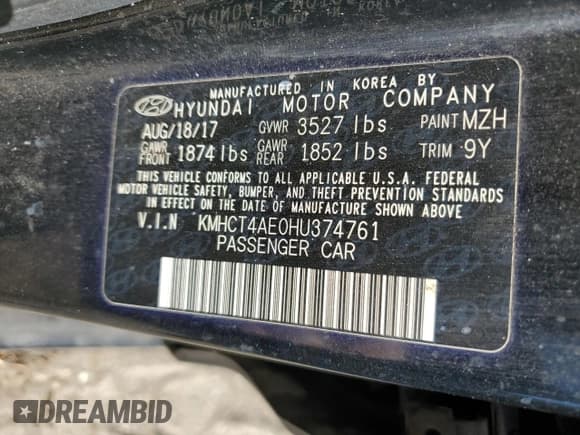 MANUFACTURED IN KOREA BY
HYUNDAI MOTOR COMPANY
AUG/18/17 GVWR 3527 lbs PAINT MZH
GAWR FRONT 1874 lbs GAWR REAR 1852 lbs TRIM 9Y
THIS VEHICLE CONFORMS TO ALL APPLICABLE U.S.A. FEDERAL
MOTOR VEHICLE SAFETY, BUMPER, AND THEFT PREVENTION STANDARDS
IN EFFECT ON THE DATE OF MANUFACTURE SHOWN ABOVE
V.I.N KMHCT4AE0HU374761
PASSENGER CAR
DREAMBID